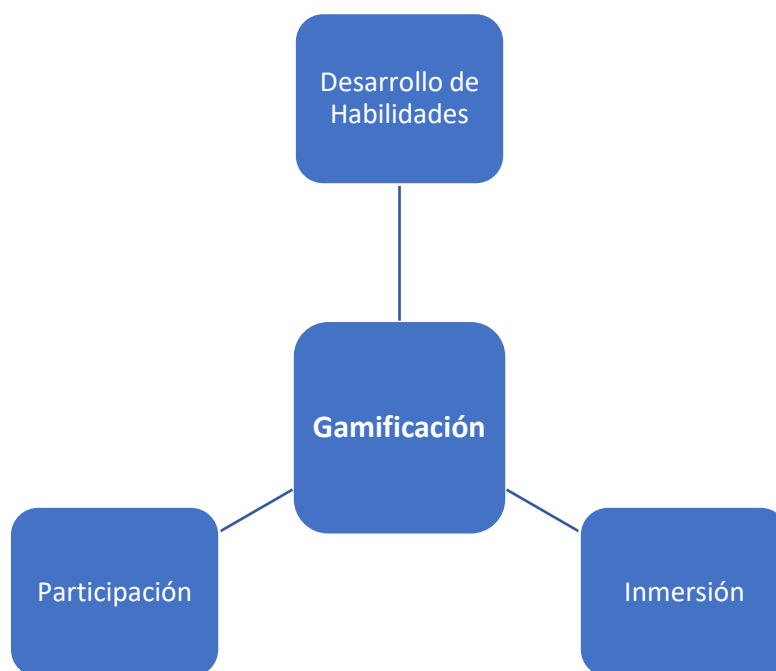 Desarrollo de
Habilidades
Gamificación
Participación
Inmersión